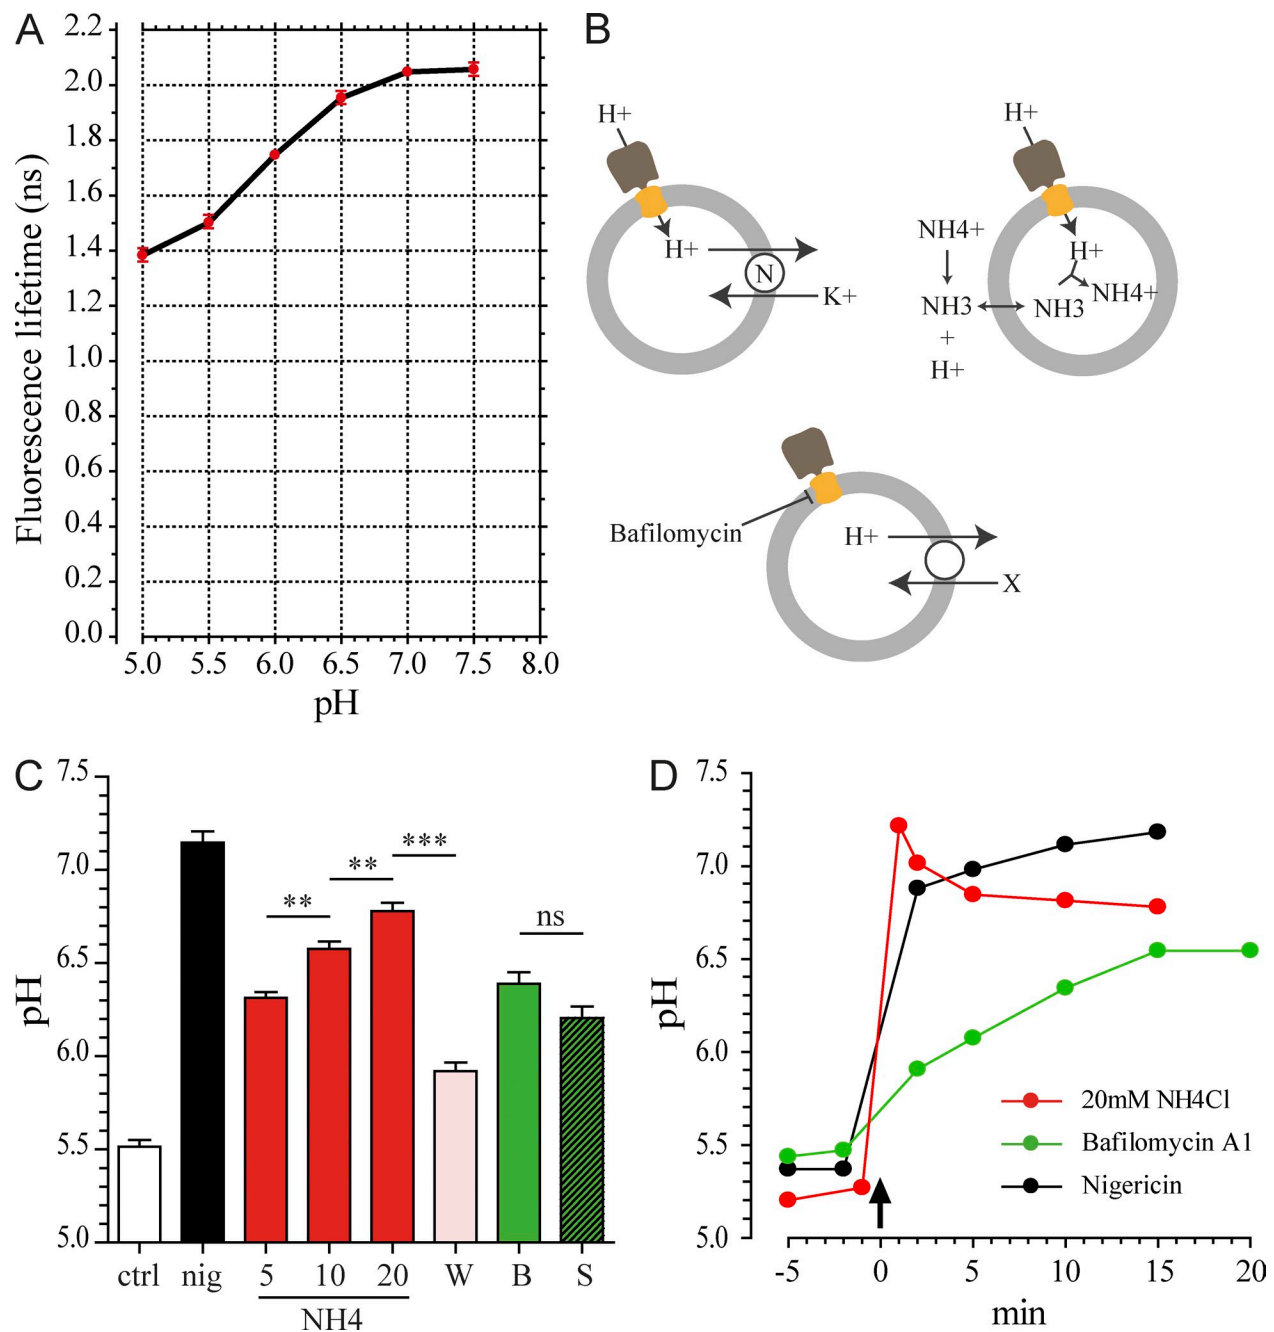 A
Fluorescence lifetime (ns)
2.2
2.0
1.8
1.6
1.4
1.2
1.0
0.8
0.6
0.4
0.2
0.0
5.0 5.5 6.0 6.5 7.0 7.5 8.0
pH
B
H+
H+
N
K+
H+
NH4+
H+
NH3
NH3
NH4+
+
H+
Bafilomycin
H+
X
C
pH
7.5
7.0
6.5
6.0
5.5
5.0
** ** *** ns
ctrl nig 5 10 20 W B S
NH4
D
pH
7.5
7.0
6.5
6.0
5.5
5.0
20mM NH4Cl
Bafilomycin A1
Nigericin
-5 0 5 10 15 20
min